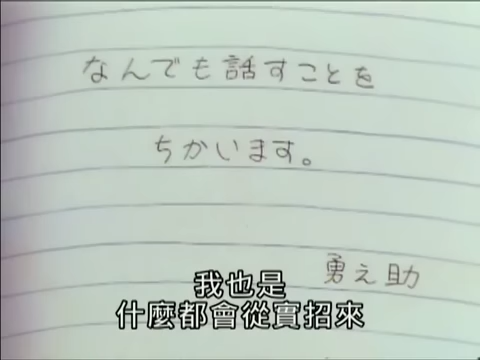 なんでも話すことを
ちかいます。
勇之助
我也是
什麼都會從實招來